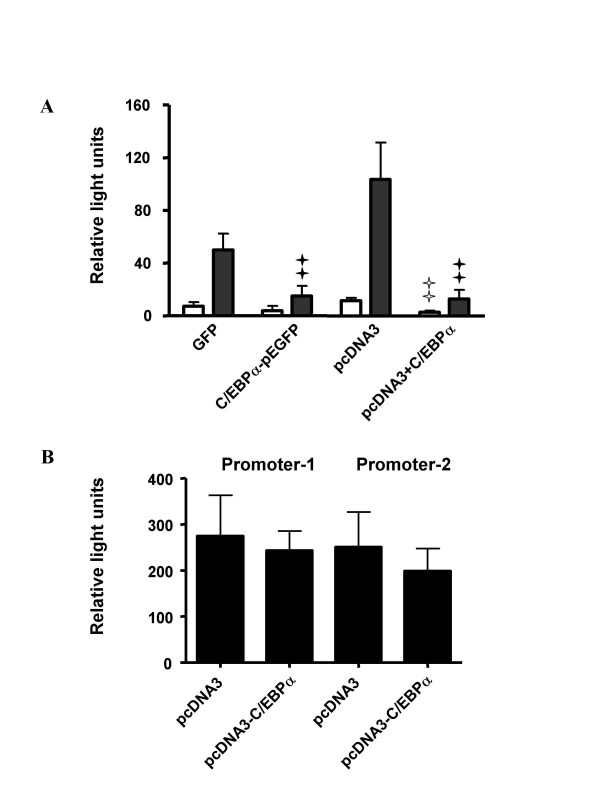 A
Relative light units
160
120
80
40
0
GFP
C/EBPα-pEGFP
pcDNA3
pcDNA3+C/EBPα
B
Promoter-1 Promoter-2
Relative light units
400
300
200
100
0
pcDNA3
pcDNA3-C/EBPα
pcDNA3
pcDNA3-C/EBPα